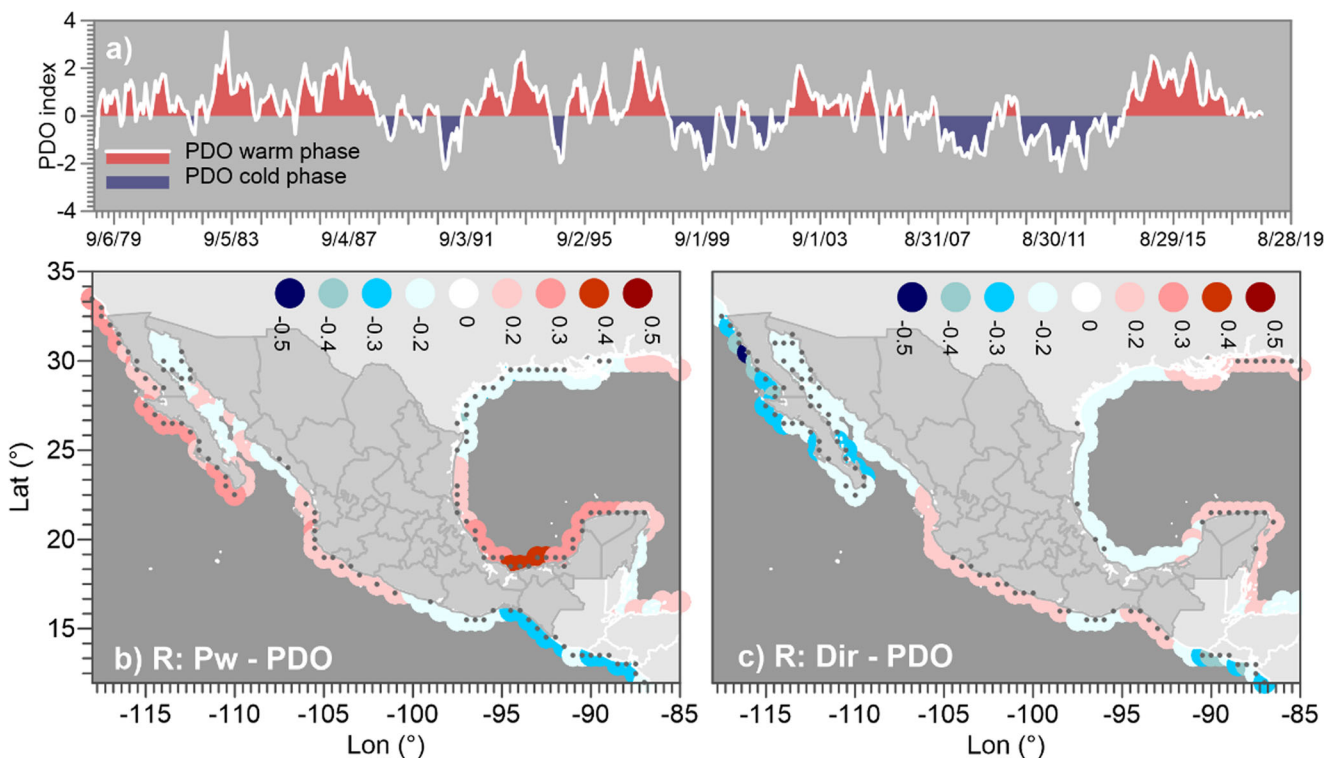 4
a)
2
0
-2
-4
PDO index
PDO warm phase
PDO cold phase
9/6/79 9/5/83 9/4/87 9/3/91 9/2/95 9/1/99 9/1/03 8/31/07 8/30/11 8/29/15 8/28/19
35
30
25
20
15
Lat (°)
-0.5 -0.4 -0.3 -0.2 0 0.2 0.3 0.4 0.5
b) R: Pw - PDO
-115 -110 -105 -100 -95 -90 -85
Lon (°)
-0.5 -0.4 -0.3 -0.2 0 0.2 0.3 0.4 0.5
c) R: Dir - PDO
-115 -110 -105 -100 -95 -90 -85
Lon (°)